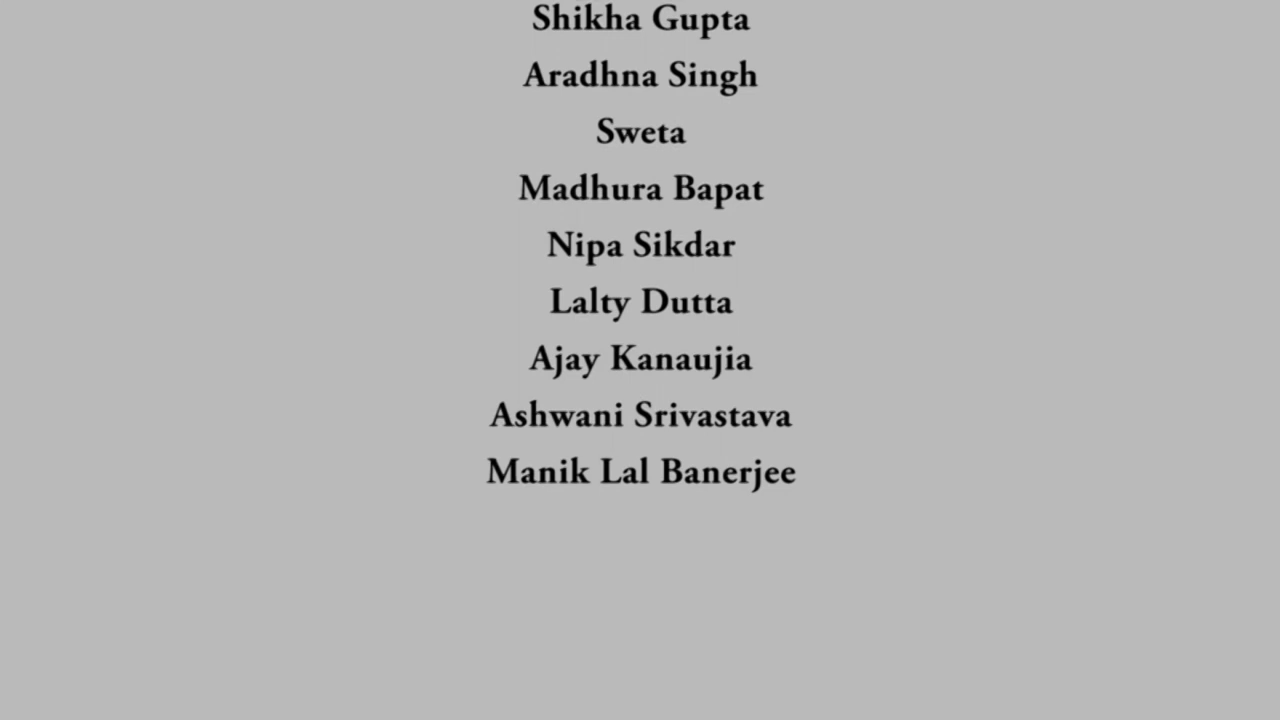 Shikha Gupta
Aradhna Singh
Sweta
Madhura Bapat
Nipa Sikdar
Lalty Dutta
Ajay Kanaujia
Ashwani Srivastava
Manik Lal Banerjee